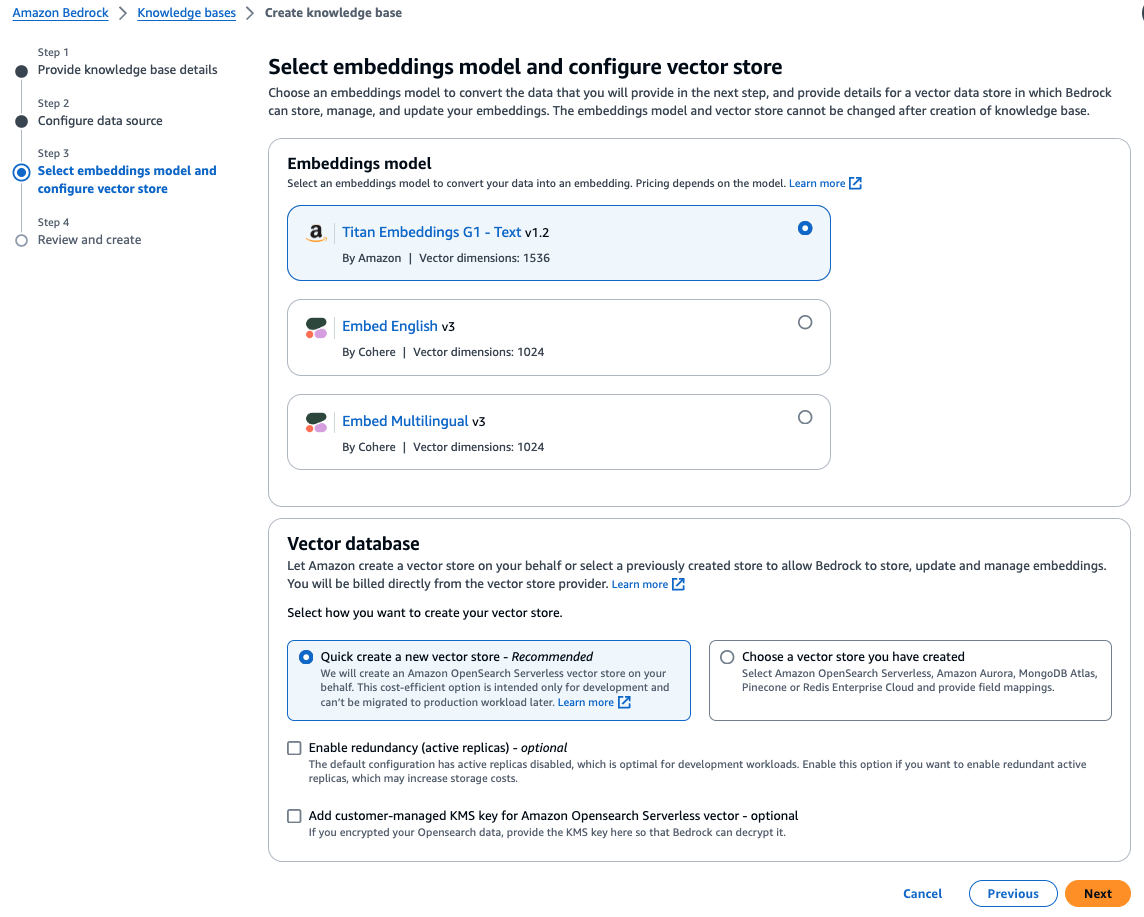 Amazon Bedrock > Knowledge bases > Create knowledge base
Step 1
Provide knowledge base details
Step 2
Configure data source
Step 3
Select embeddings model and
configure vector store
Step 4
Review and create
Select embeddings model and configure vector store
Choose an embeddings model to convert the data that you will provide in the next step, and provide details for a vector data store in which Bedrock
can store, manage, and update your embeddings. The embeddings model and vector store cannot be changed after creation of knowledge base.
Embeddings model
Select an embeddings model to convert your data into an embedding. Pricing depends on the model. Learn more
Titan Embeddings G1 - Text v1.2
By Amazon | Vector dimensions: 1536
Embed English v3
By Cohere | Vector dimensions: 1024
Embed Multilingual v3
By Cohere | Vector dimensions: 1024
Vector database
Let Amazon create a vector store on your behalf or select a previously created store to allow Bedrock to store, update and manage embeddings.
You will be billed directly from the vector store provider. Learn more
Select how you want to create your vector store.
Quick create a new vector store - Recommended
We will create an Amazon OpenSearch Serverless vector store on your
behalf. This cost-efficient option is intended only for development and
can't be migrated to production workload later. Learn more
Choose a vector store you have created
Select Amazon OpenSearch Serverless, Amazon Aurora, MongoDB Atlas,
Pinecone or Redis Enterprise Cloud and provide field mappings.
Enable redundancy (active replicas) - optional
The default configuration has active replicas disabled, which is optimal for development workloads. Enable this option if you want to enable redundant active
replicas, which may increase storage costs.
Add customer-managed KMS key for Amazon Opensearch Serverless vector - optional
If you encrypted your Opensearch data, provide the KMS key here so that Bedrock can decrypt it.
Cancel
Previous
Next